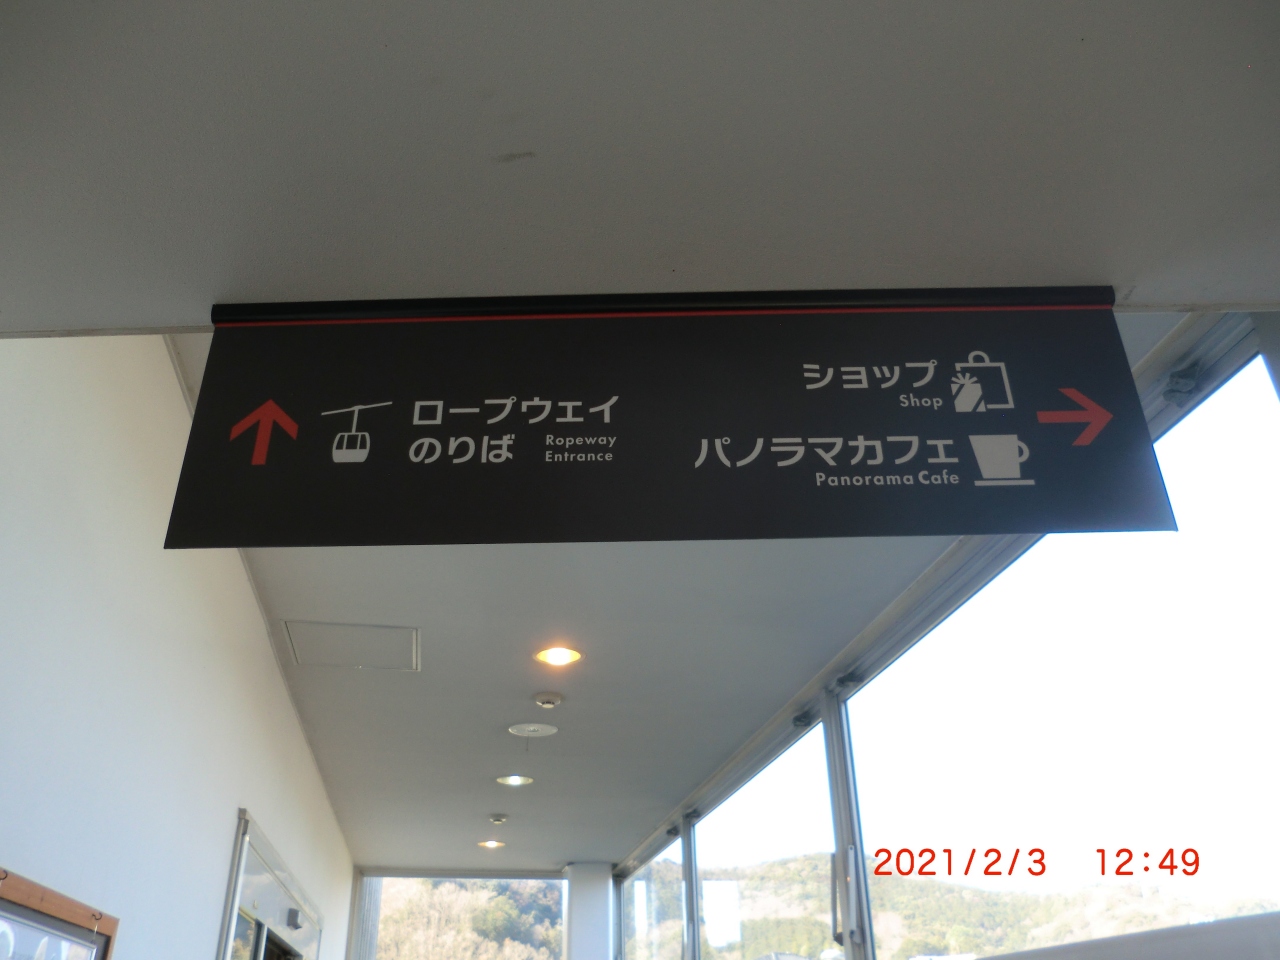 ロープウェイ
のりば
Ropeway
Entrance
ショップ
Shop
パノラマカフェ
Panorama Cafe
2021/2/3 12:49